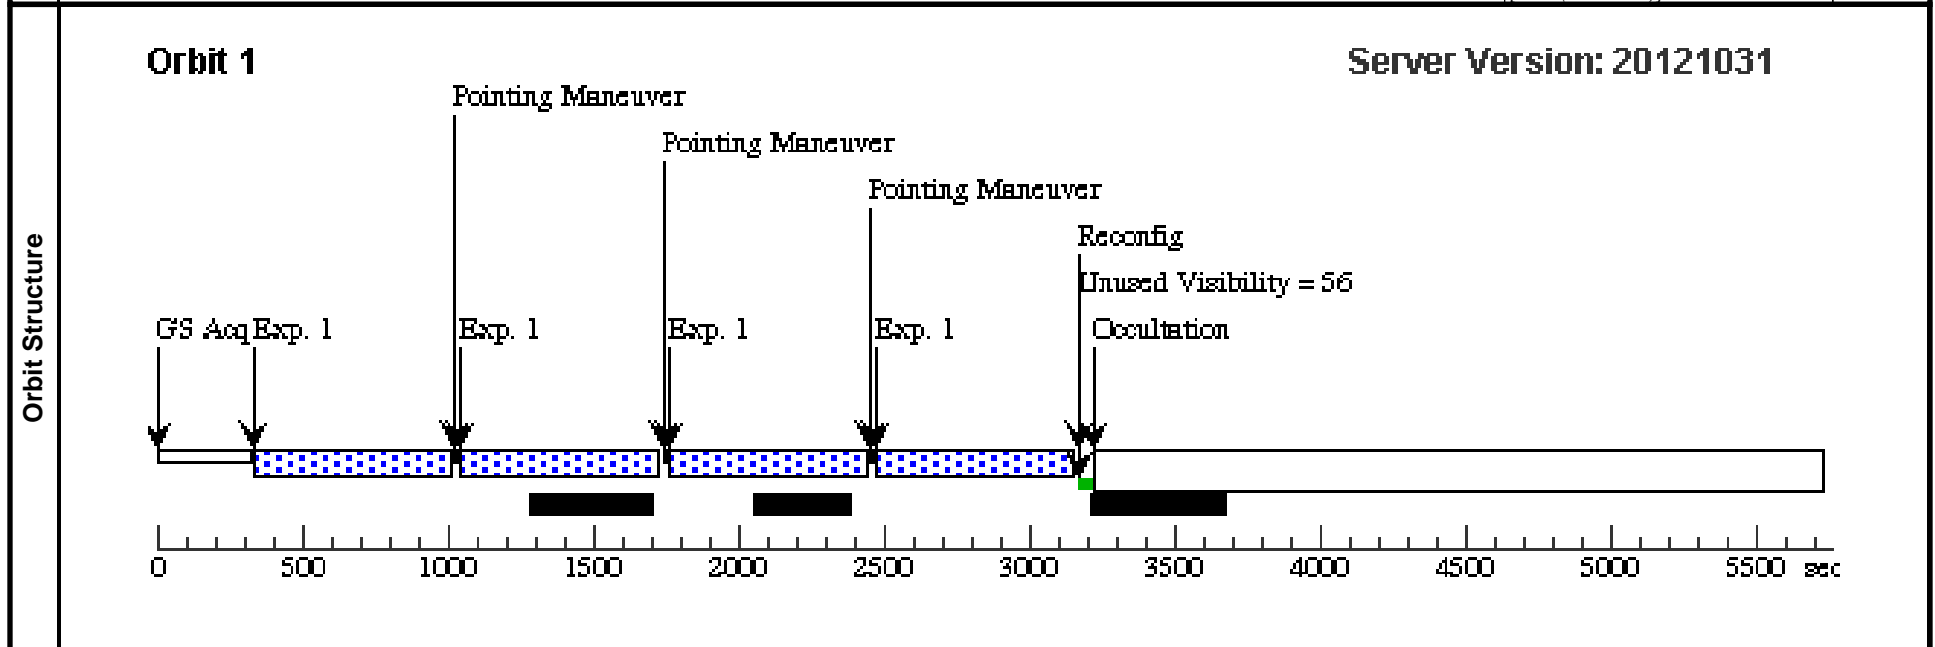 Orbit 1
Server Version: 20121031
Pointing Maneuver
Pointing Maneuver
Pointing Maneuver
Reconfig
Unused Visibility = 56
GS Acq Exp. 1 Exp. 1 Exp. 1 Exp. 1 Occultation
0 500 1000 1500 2000 2500 3000 3500 4000 4500 5000 5500 sec
Orbit Structure